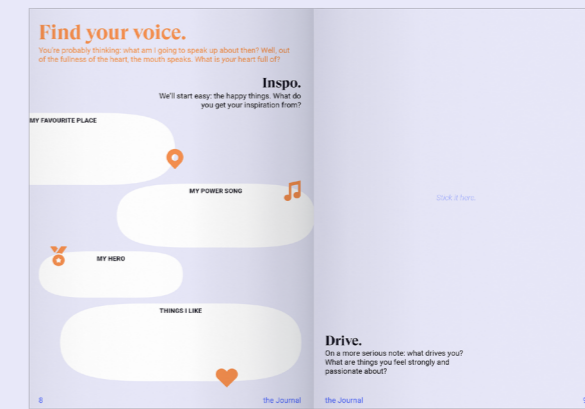 Find your voice.
You're probably thinking: what am I going to speak up about then? Well, out
of the fullness of the heart, the mouth speaks. What is your heart full of?
Inspo.
We'll start easy: the happy things. What do
you get your inspiration from?
MY FAVOURITE PLACE
MY POWER SONG
MY HERO
THINGS I LIKE
8
the Journal
Stick it here.
Drive.
On a more serious note: what drives you?
What are things you feel strongly and
passionate about?
the Journal